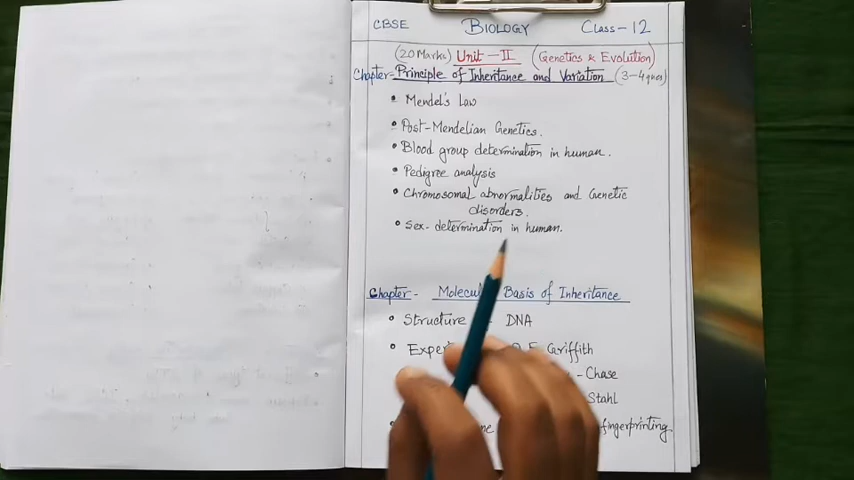 CBSE BIOLOGY Class-12
(20 Marks) Unit-II (Genetics & Evolution)
Chapter- Principle of Inheritance and Variation (3-4 ques)
• Mendel's Law
• Post-Mendelian Genetics.
• Blood group determination in human.
• Pedigree analysis
• Chromosomal abnormalities and Genetic
disorders.
• Sex-determination in human.
Chapter- Basis of Inheritance
• Structure DNA
Griffith
- Chase
Stahl
fingerprinting